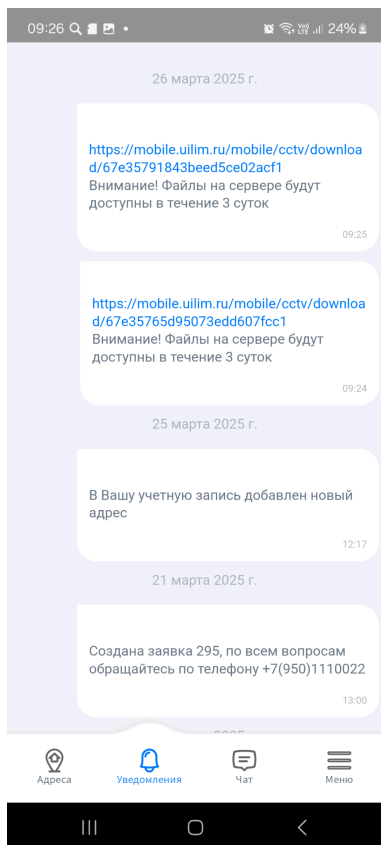 09:26
VoO
LTE
24%
26 марта 2025 г.
https://mobile.uilim.ru/mobile/cctv/downloa
d/67e35791843beed5ce02acf1
Внимание! Файлы на сервере будут
доступны в течение 3 суток
09:25
https://mobile.uilim.ru/mobile/cctv/downloa
d/67e35765d95073edd607fcc1
Внимание! Файлы на сервере будут
доступны в течение 3 суток
09:24
25 марта 2025 г.
В Вашу учетную запись добавлен новый
адрес
12:17
21 марта 2025 г.
Создана заявка 295, по всем вопросам
обращайтесь по телефону +7(950)1110022
13:00
Адреса
Уведомления
Чат
Меню